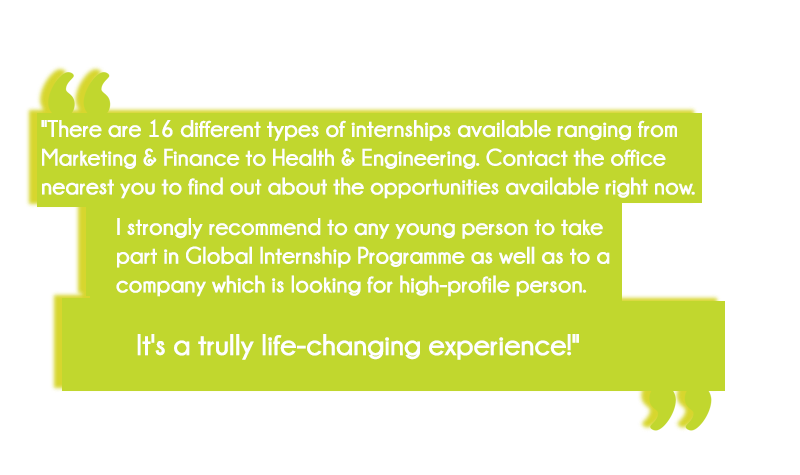 "There are 16 different types of internships available ranging from
Marketing & Finance to Health & Engineering. Contact the office
nearest you to find out about the opportunities available right now.
I strongly recommend to any young person to take
part in Global Internship Programme as well as to a
company which is looking for high-profile person.
It's a trully life-changing experience!"